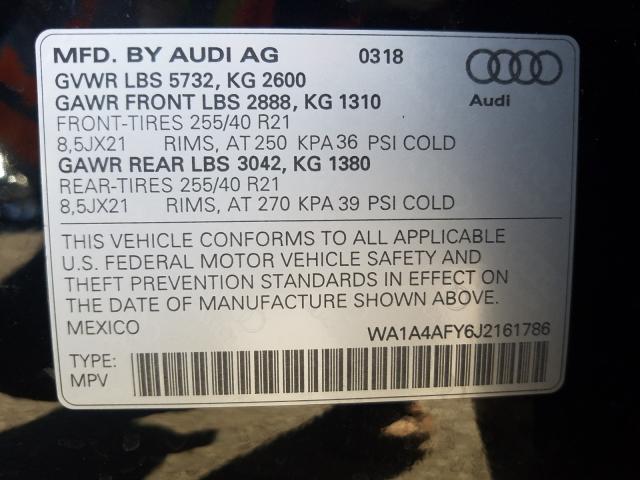 MFD. BY AUDI AG 0318
GVWR LBS 5732, KG 2600
GAWR FRONT LBS 2888, KG 1310
Audi
FRONT-TIRES 255/40 R21
8,5JX21 RIMS, AT 250 KPA 36 PSI COLD
GAWR REAR LBS 3042, KG 1380
REAR-TIRES 255/40 R21
8,5JX21 RIMS, AT 270 KPA 39 PSI COLD
THIS VEHICLE CONFORMS TO ALL APPLICABLE
U.S. FEDERAL MOTOR VEHICLE SAFETY AND
THEFT PREVENTION STANDARDS IN EFFECT ON
THE DATE OF MANUFACTURE SHOWN ABOVE.
MEXICO WA1A4AFY6J2161786
TYPE:
MPV